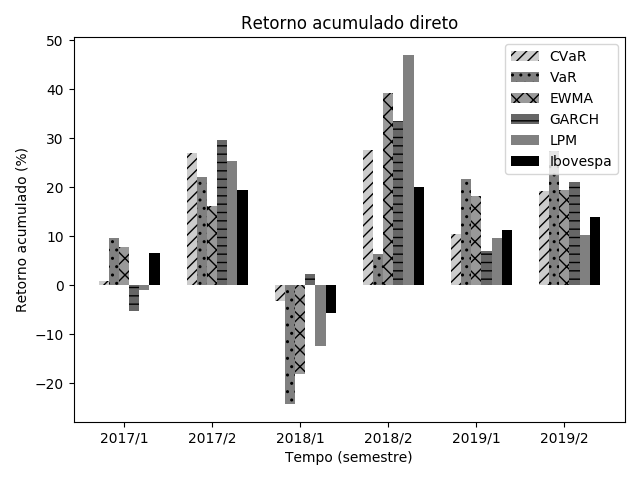 Retorno acumulado direto
Retorno acumulado (%)
50
40
30
20
10
0
−10
−20
CVaR
VaR
EWMA
GARCH
LPM
Ibovespa
2017/1 2017/2 2018/1 2018/2 2019/1 2019/2
Tempo (semestre)